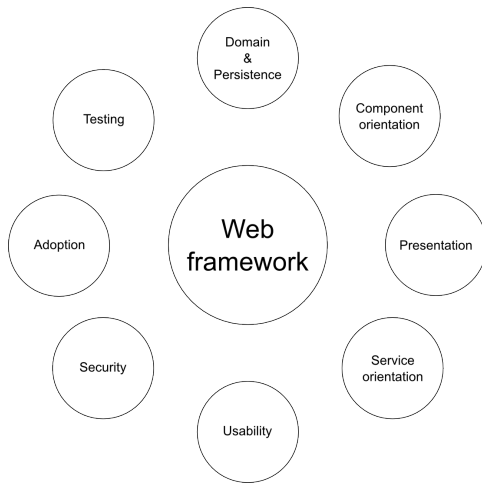 Domain
&
Persistence
Component
orientation
Testing
Web
framework
Adoption
Presentation
Security
Service
orientation
Usability